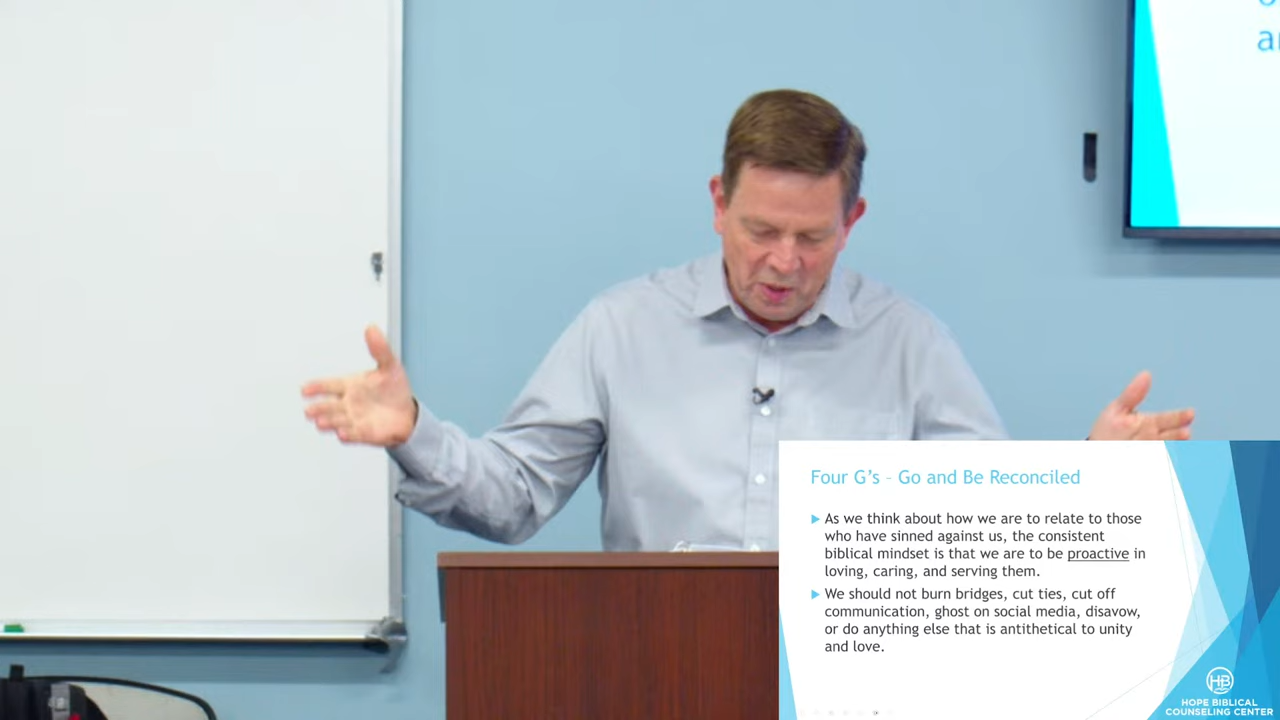 Four G's – Go and Be Reconciled
As we think about how we are to relate to those
who have sinned against us, the consistent
biblical mindset is that we are to be proactive in
loving, caring, and serving them.
We should not burn bridges, cut ties, cut off
communication, ghost on social media, disavow,
or do anything else that is antithetical to unity
and love.
HB
HOPE BIBLICAL
COUNSELING CENTER